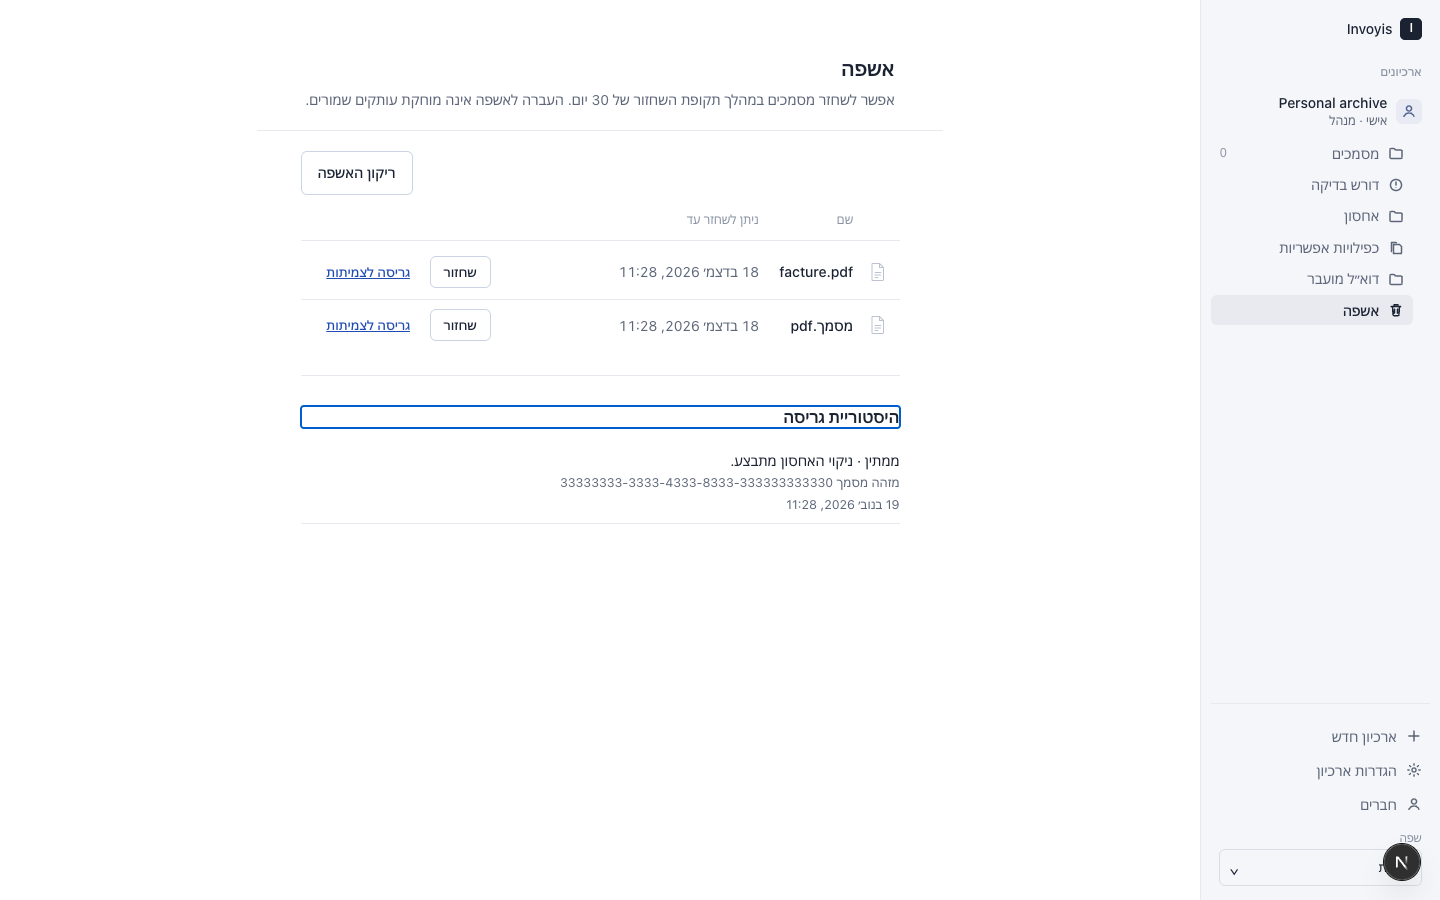 Invoyis
ארכיונים
Personal archive
אישי · מנהל
מסמכים 0
דורש בדיקה
אחסון
כפילויות אפשריות
דוא״ל מועבר
אשפה
ארכיון חדש
הגדרות ארכיון
חברים
שפה
אשפה
אפשר לשחזר מסמכים במהלך תקופת השחזור של 30 יום. העברה לאשפה אינה מוחקת עותקים שמורים.
ריקון האשפה
שם ניתן לשחזר עד
facture.pdf 18 בדצמ׳ 2026, 11:28 שחזור גריסה לצמיתות
מסמך.pdf 18 בדצמ׳ 2026, 11:28 שחזור גריסה לצמיתות
היסטוריית גריסה
ממתין · ניקוי האחסון מתבצע.
מזהה מסמך 33333333-3333-4333-8333-333333333330
19 בנוב׳ 2026, 11:28